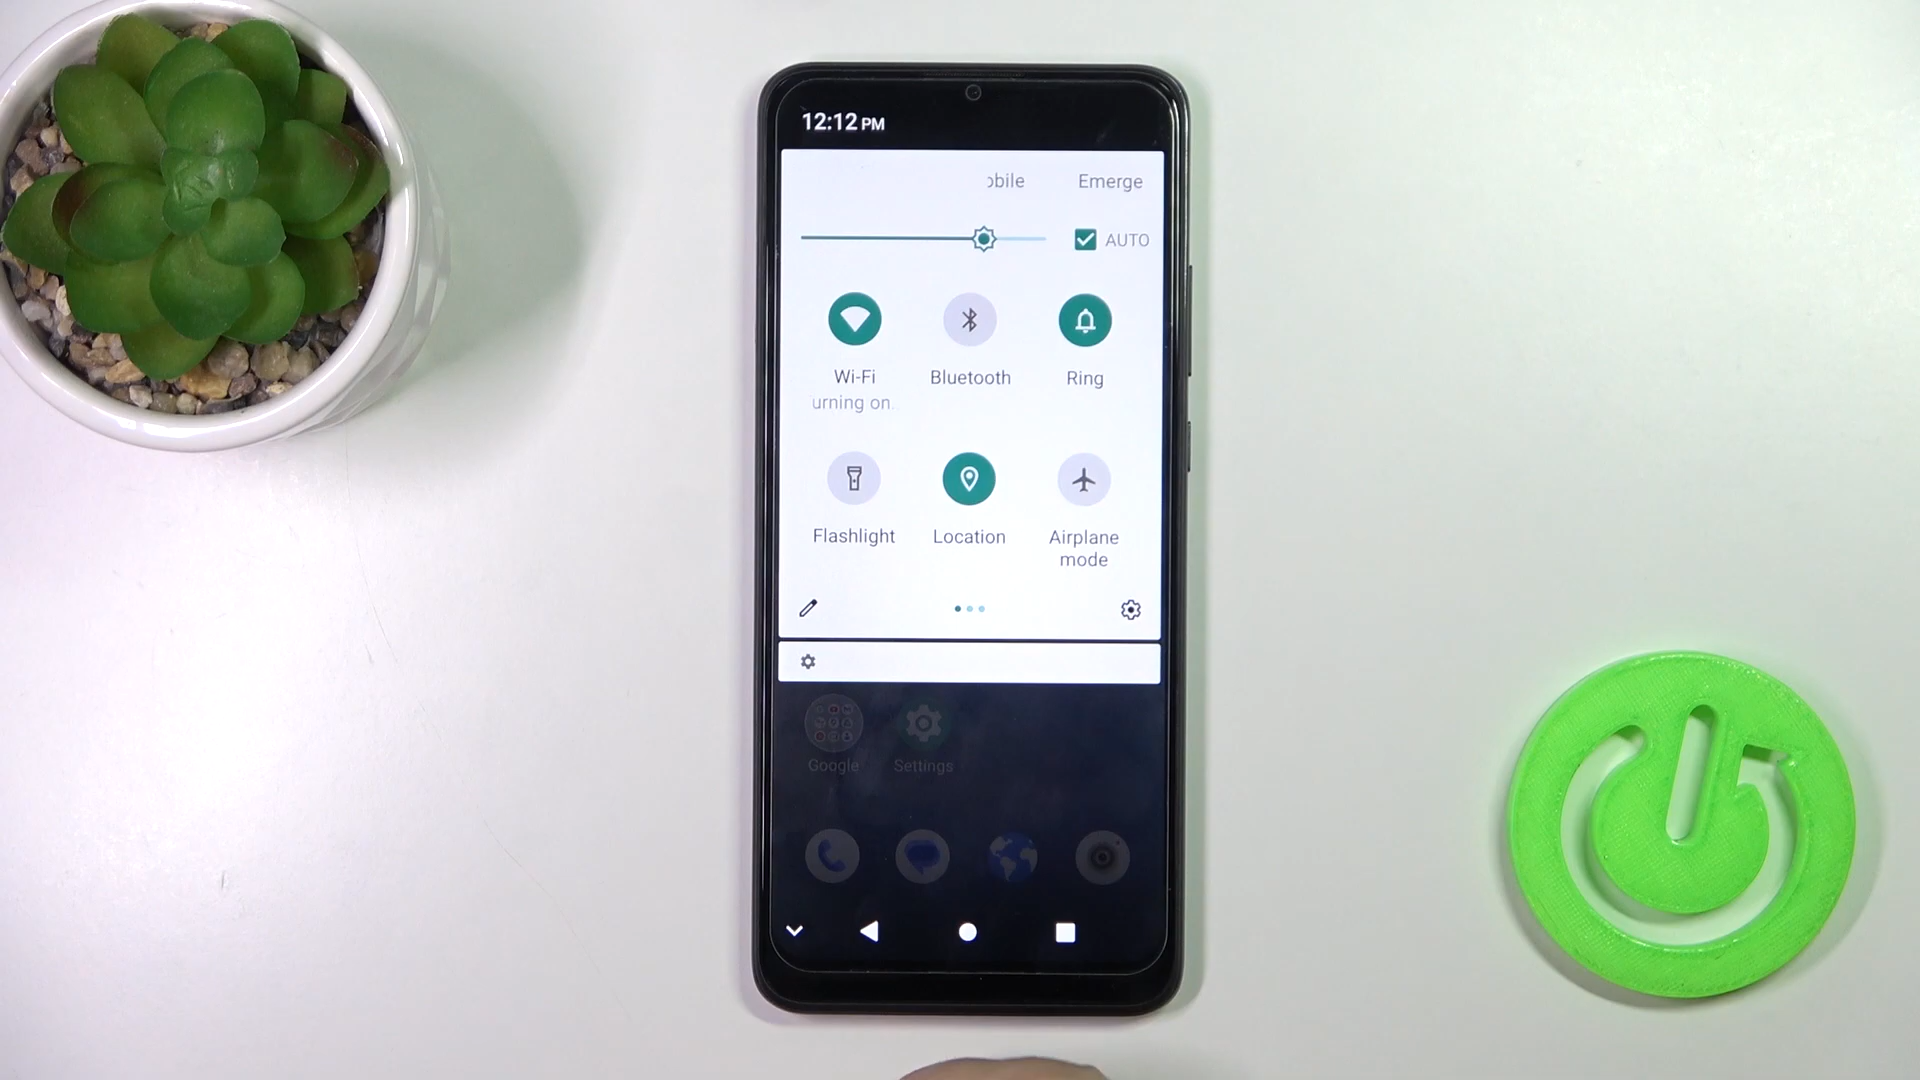 12:12 PM
obile Emerge
AUTO
Wi-Fi Bluetooth Ring
urning on.
Flashlight Location Airplane
mode
Google Settings